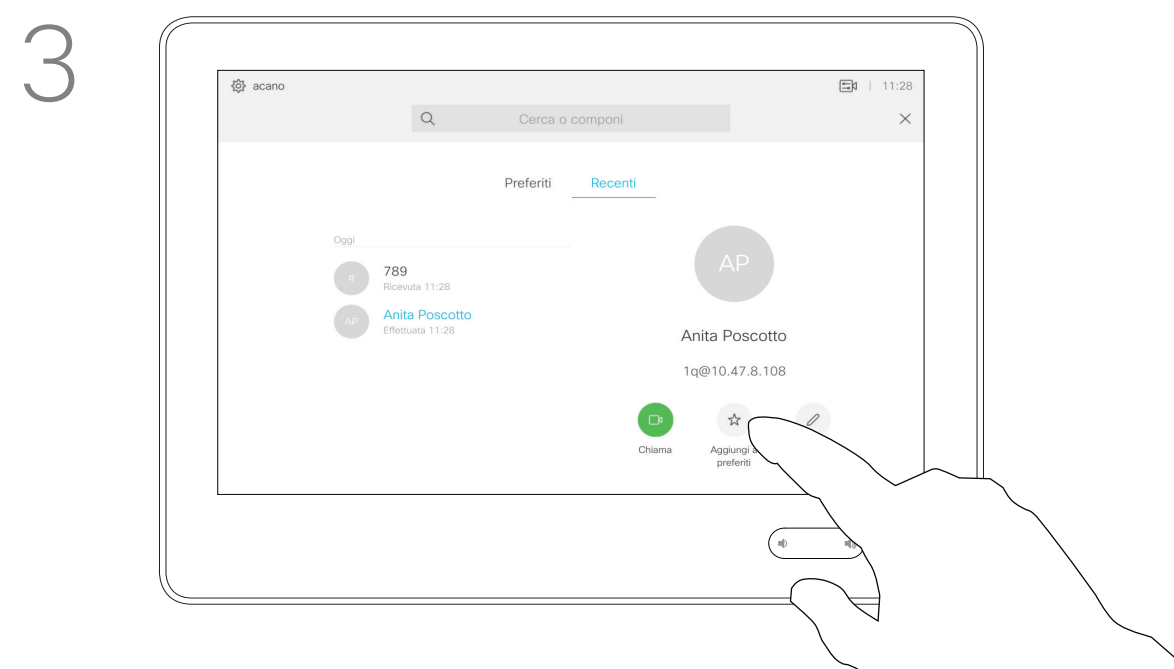 3
acano
11:28
Cerca o componi
Preferiti
Recenti
Oggi
#
789
Ricevuta 11:28
AP
Anita Poscotto
Effettuata 11:28
AP
Anita Poscotto
1q@10.47.8.108
Chiama
Aggiungi a
preferiti